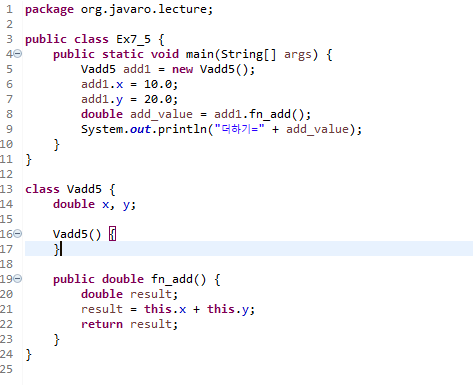 1 package org.javaro.lecture;
2
3 public class Ex7_5 {
4     public static void main(String[] args) {
5         Vadd5 add1 = new Vadd5();
6         add1.x = 10.0;
7         add1.y = 20.0;
8         double add_value = add1.fn_add();
9         System.out.println("더하기=" + add_value);
10     }
11 }
12
13 class Vadd5 {
14     double x, y;
15
16     Vadd5() {
17     }
18
19     public double fn_add() {
20         double result;
21         result = this.x + this.y;
22         return result;
23     }
24 }
25